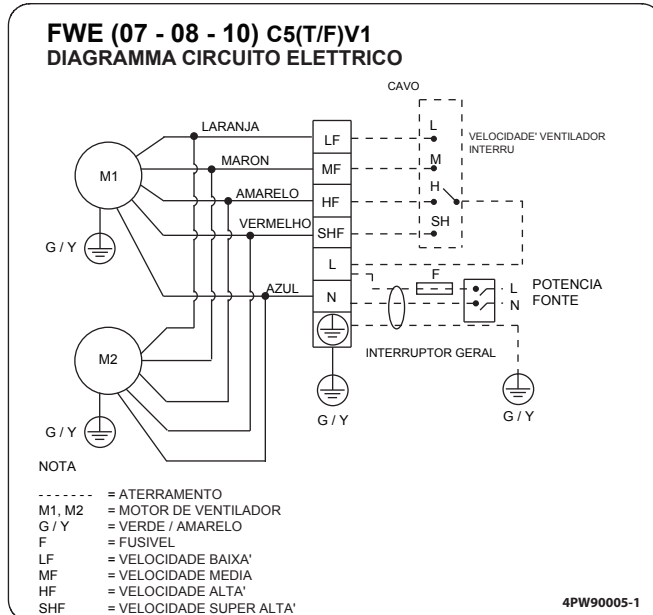 FWE (07 - 08 - 10) C5(T/F)V1
DIAGRAMMA CIRCUITO ELETTRICO
CAVO
LARANJA
LF
L
VELOCIDADE' VENTILADOR
INTERRU
MARON
MF
M
M1
AMARELO
HF
H
VERMELHO
SHF
SH
G / Y
L
F
AZUL
N
L
N
POTENCIA
FONTE
INTERRUPTOR GERAL
M2
G / Y
G / Y
G / Y
NOTA
------- = ATERRAMENTO
M1, M2 = MOTOR DE VENTILADOR
G / Y = VERDE / AMARELO
F = FUSIVEL
LF = VELOCIDADE BAIXA'
MF = VELOCIDADE MEDIA
HF = VELOCIDADE ALTA'
SHF = VELOCIDADE SUPER ALTA'
4PW90005-1